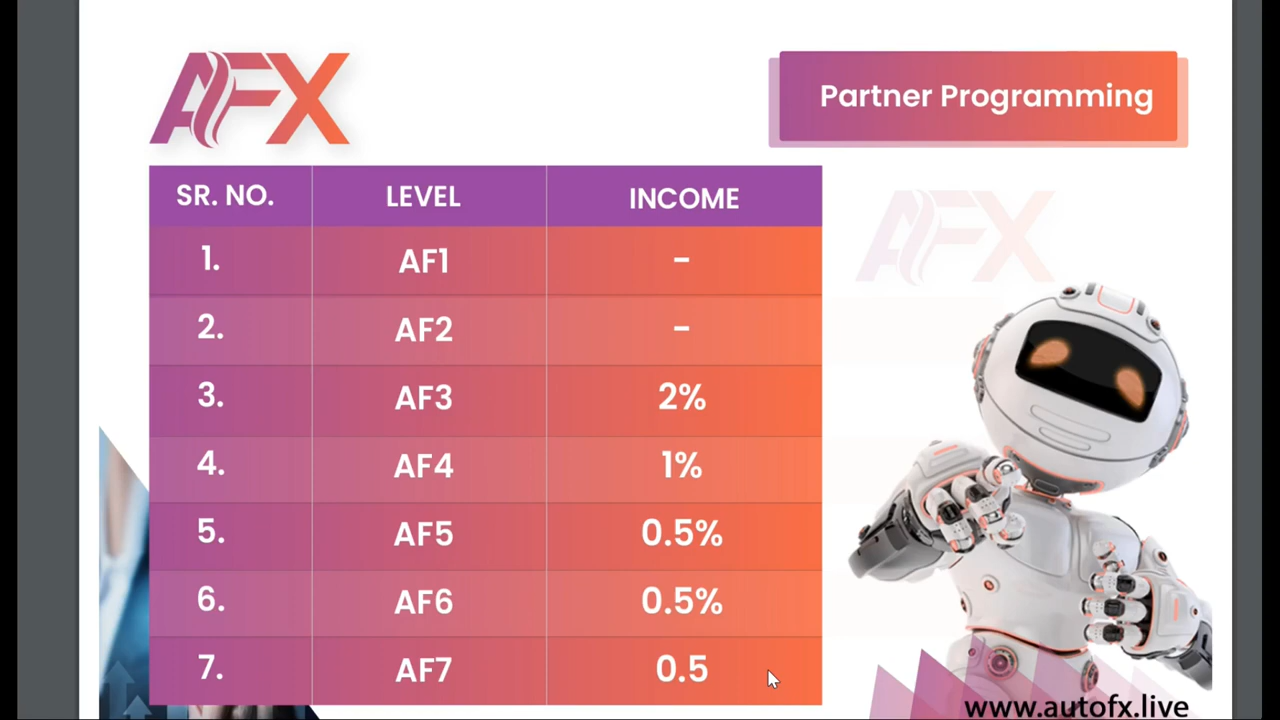 AFX
Partner Programming
SR. NO. LEVEL INCOME
1. AF1 -
2. AF2 -
3. AF3 2%
4. AF4 1%
5. AF5 0.5%
6. AF6 0.5%
7. AF7 0.5
AFX
www.autofx.live